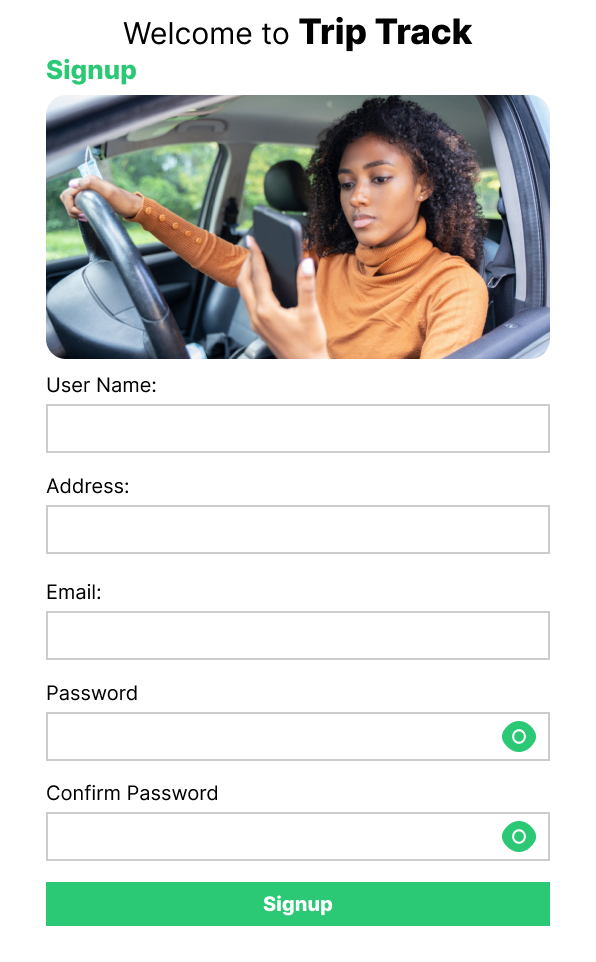 Welcome to Trip Track
Signup
User Name:
Address:
Email:
Password
Confirm Password
Signup